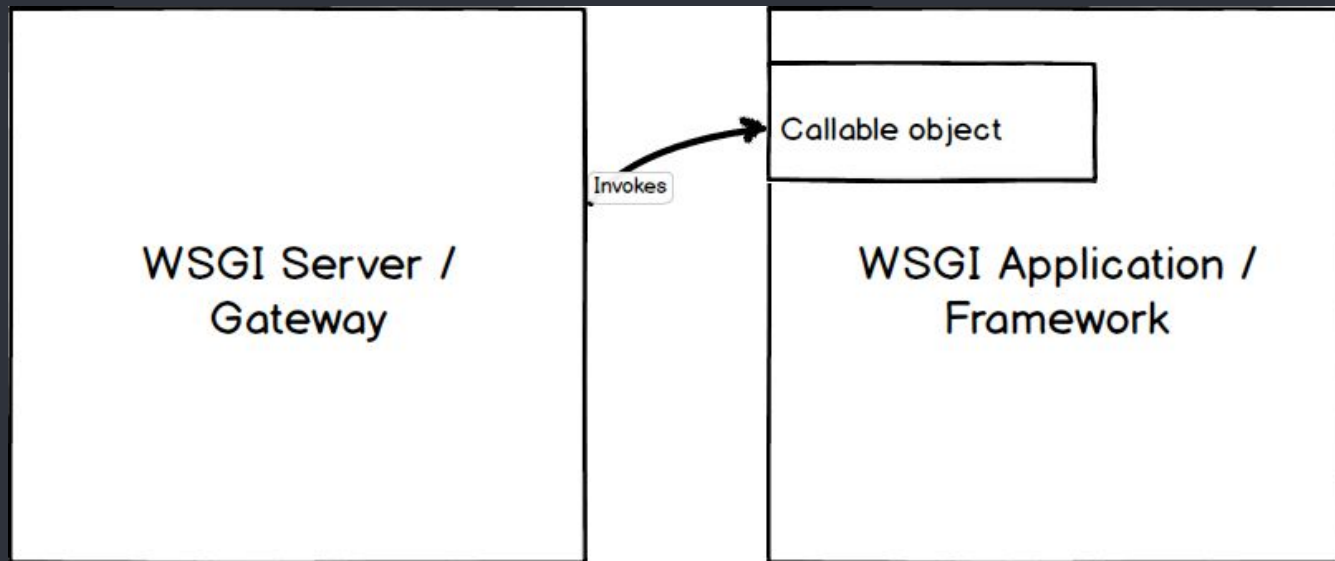 WSGI Server /
Gateway
Invokes
Callable object
WSGI Application /
Framework